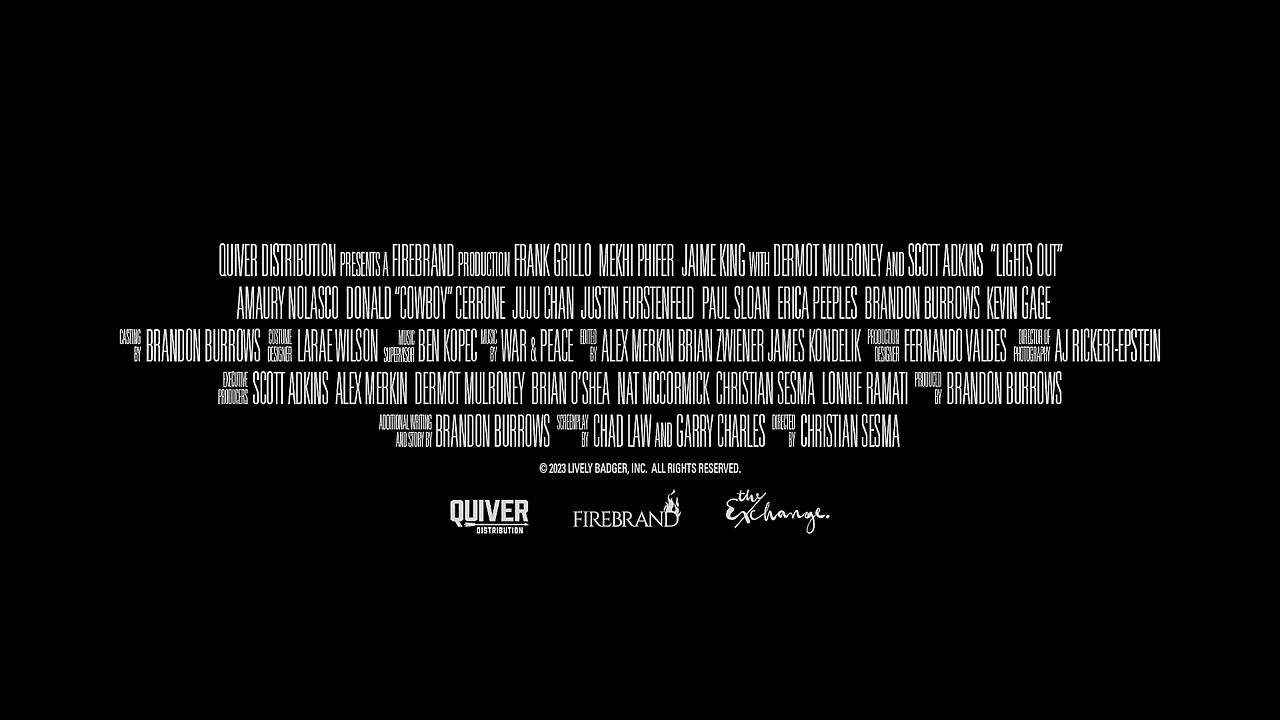 QUIVER DISTRIBUTION PRESENTS A FIREBRAND PRODUCTION FRANK GRILLO MEKHI PHIFER JAIME KING WITH DERMOT MULRONEY AND SCOTT ADKINS "LIGHTS OUT"
AMAURY NOLASCO DONALD "COWBOY" CERRONE JUJU CHAN JUSTIN FURSTENFELD PAUL SLOAN ERICA PEEPLES BRANDON BURROWS KEVIN GAGE
CASTING BY BRANDON BURROWS COSTUME DESIGNER LARAE WILSON MUSIC SUPERVISIOR BEN KOPEC MUSIC BY WAR & PEACE EDITED BY ALEX MERKIN BRIAN ZWIENER JAMES KONDELIK PRODUCTION DESIGNER FERNANDO VALDES DIRECTOR OF PHOTOGRAPHY AJ RICKERT-EPSTEIN
EXECUTIVE PRODUCERS SCOTT ADKINS ALEX MERKIN DERMOT MULRONEY BRIAN O'SHEA NAT MCCORMICK CHRISTIAN SESMA LONNIE RAMATI PRODUCED BY BRANDON BURROWS
ADDITIONAL WRITING AND STORY BY BRANDON BURROWS SCREENPLAY BY CHAD LAW AND GARRY CHARLES DIRECTED BY CHRISTIAN SESMA
© 2023 LIVELY BADGER, INC. ALL RIGHTS RESERVED.
QUIVER DISTRIBUTION FIREBRAND the Exchange.